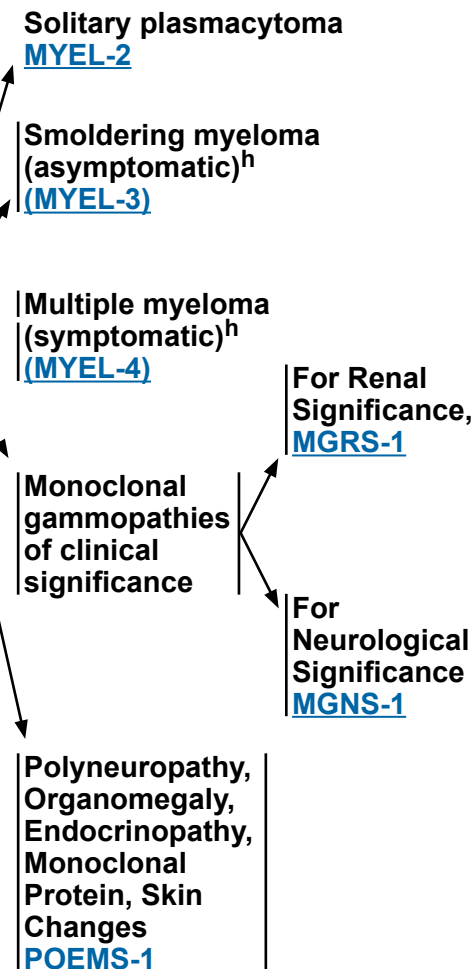 Solitary plasmacytoma
MYEL-2
Smoldering myeloma
(asymptomatic)h
(MYEL-3)
Multiple myeloma
(symptomatic)h
(MYEL-4)
For Renal
Significance,
MGRS-1
Monoclonal
gammopathies
of clinical
significance
For
Neurological
Significance
MGNS-1
Polyneuropathy,
Organomegaly,
Endocrinopathy,
Monoclonal
Protein, Skin
Changes
POEMS-1